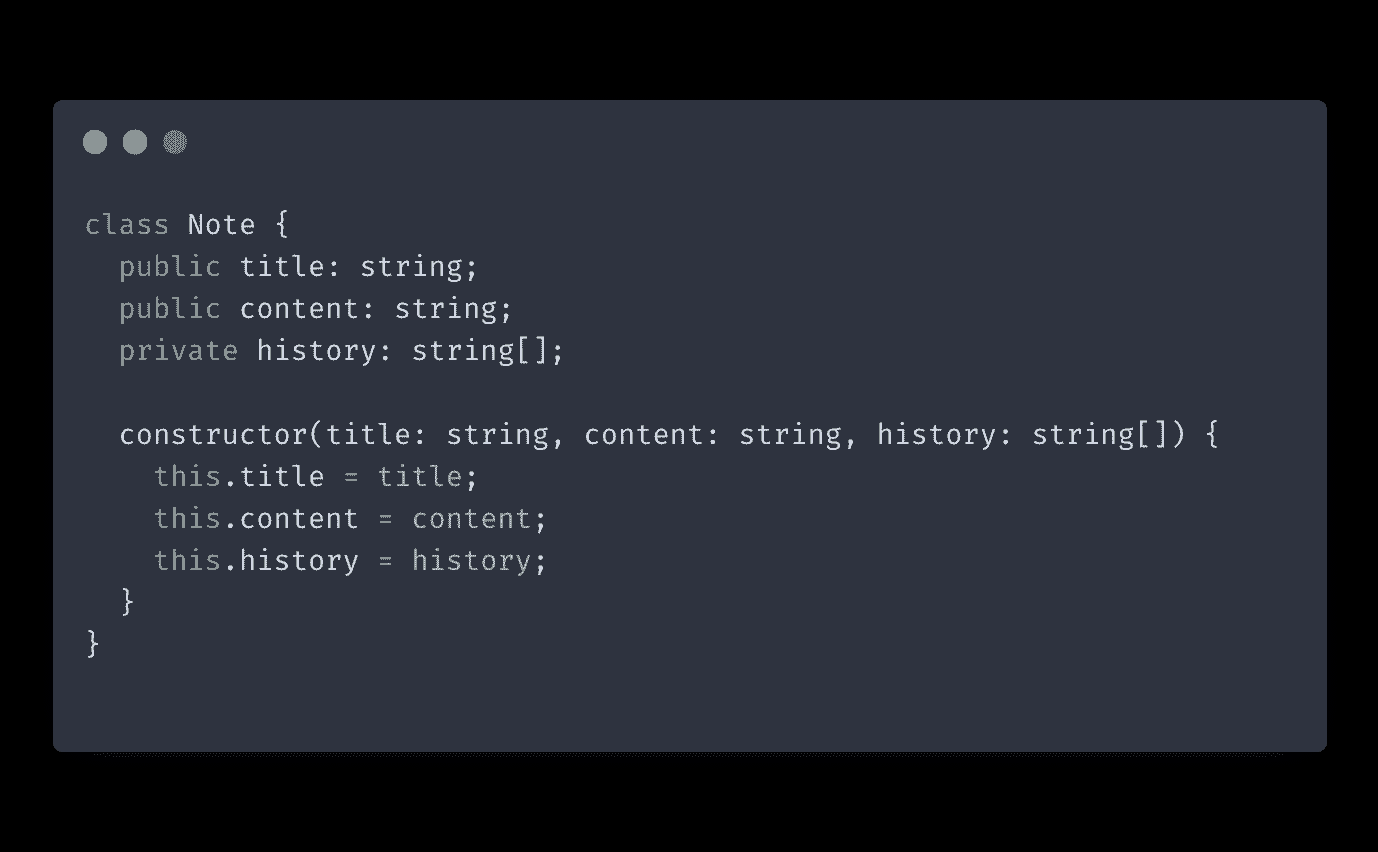 class Note {
  public title: string;
  public content: string;
  private history: string[];

  constructor(title: string, content: string, history: string[]) {
    this.title = title;
    this.content = content;
    this.history = history;
  }
}